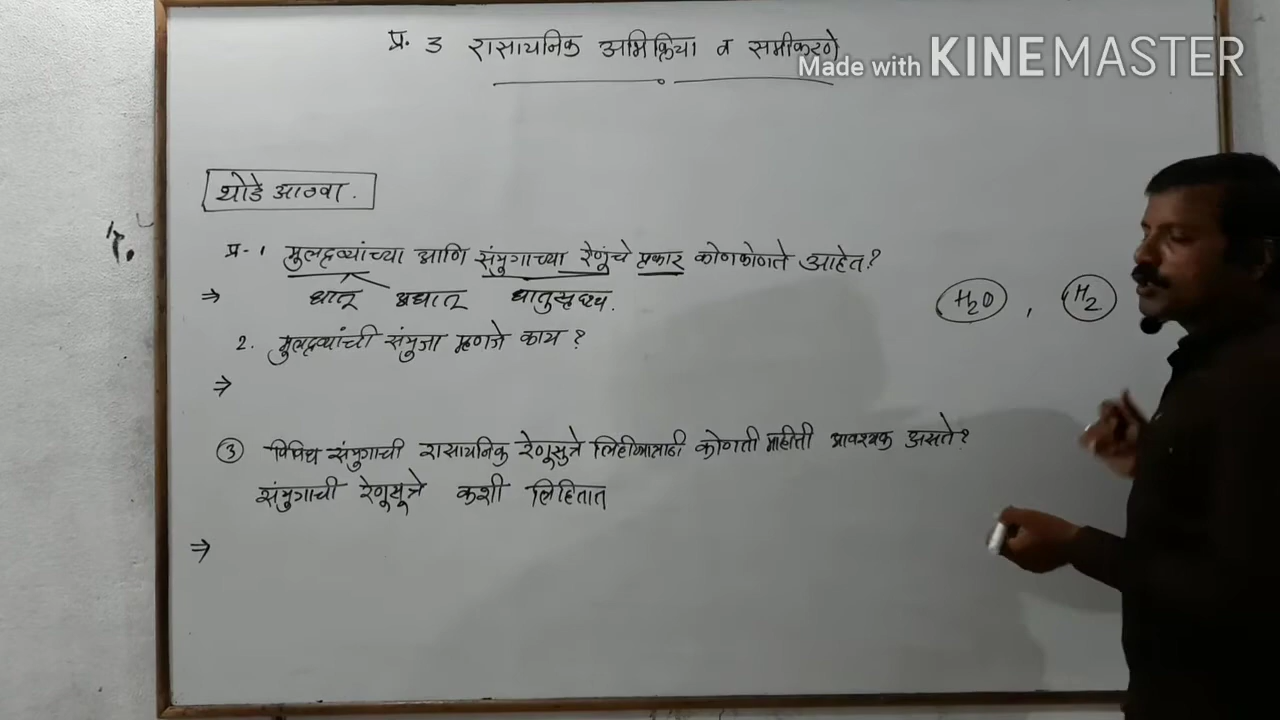 प्र. 3 रासायनिक अभिक्रिया व समीकरणे
Made with KINEMASTER
थोडे आठवा.
प्र-१ मुलद्रव्यांच्या आणि संयुगाच्या रेणूंचे प्रकार कोणकोणते आहेत?
⇒ धातू अधातू धातुसदृश्य.
H₂O , H₂
2. मुलद्रव्यांची संयुजा म्हणजे काय ?
⇒
③ विविध संयुगाची रासायनिक रेणूसुत्रे लिहीण्यासाठी कोणती माहीती आवश्यक असते?
संयुगाची रेणूसूत्रे कशी लिहितात
⇒